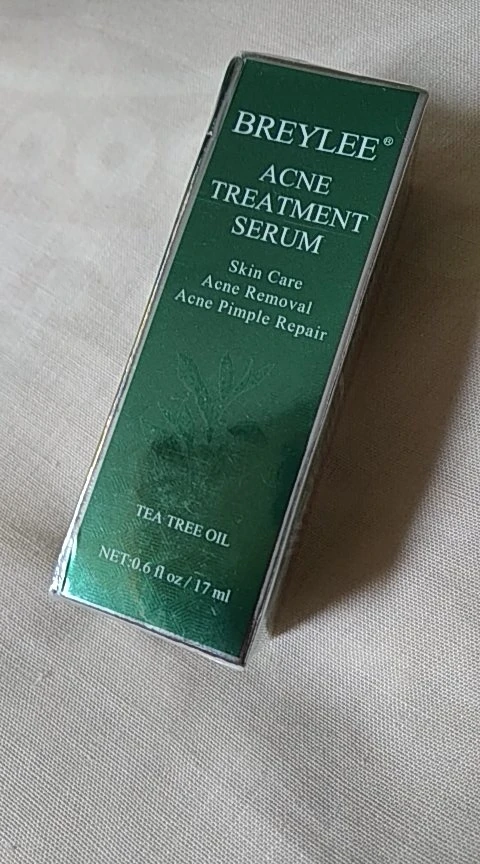 BREYLEE®
ACNE
TREATMENT
SERUM
Skin Care
Acne Removal
Acne Pimple Repair
TEA TREE OIL
NET:0.6 fl oz / 17 ml